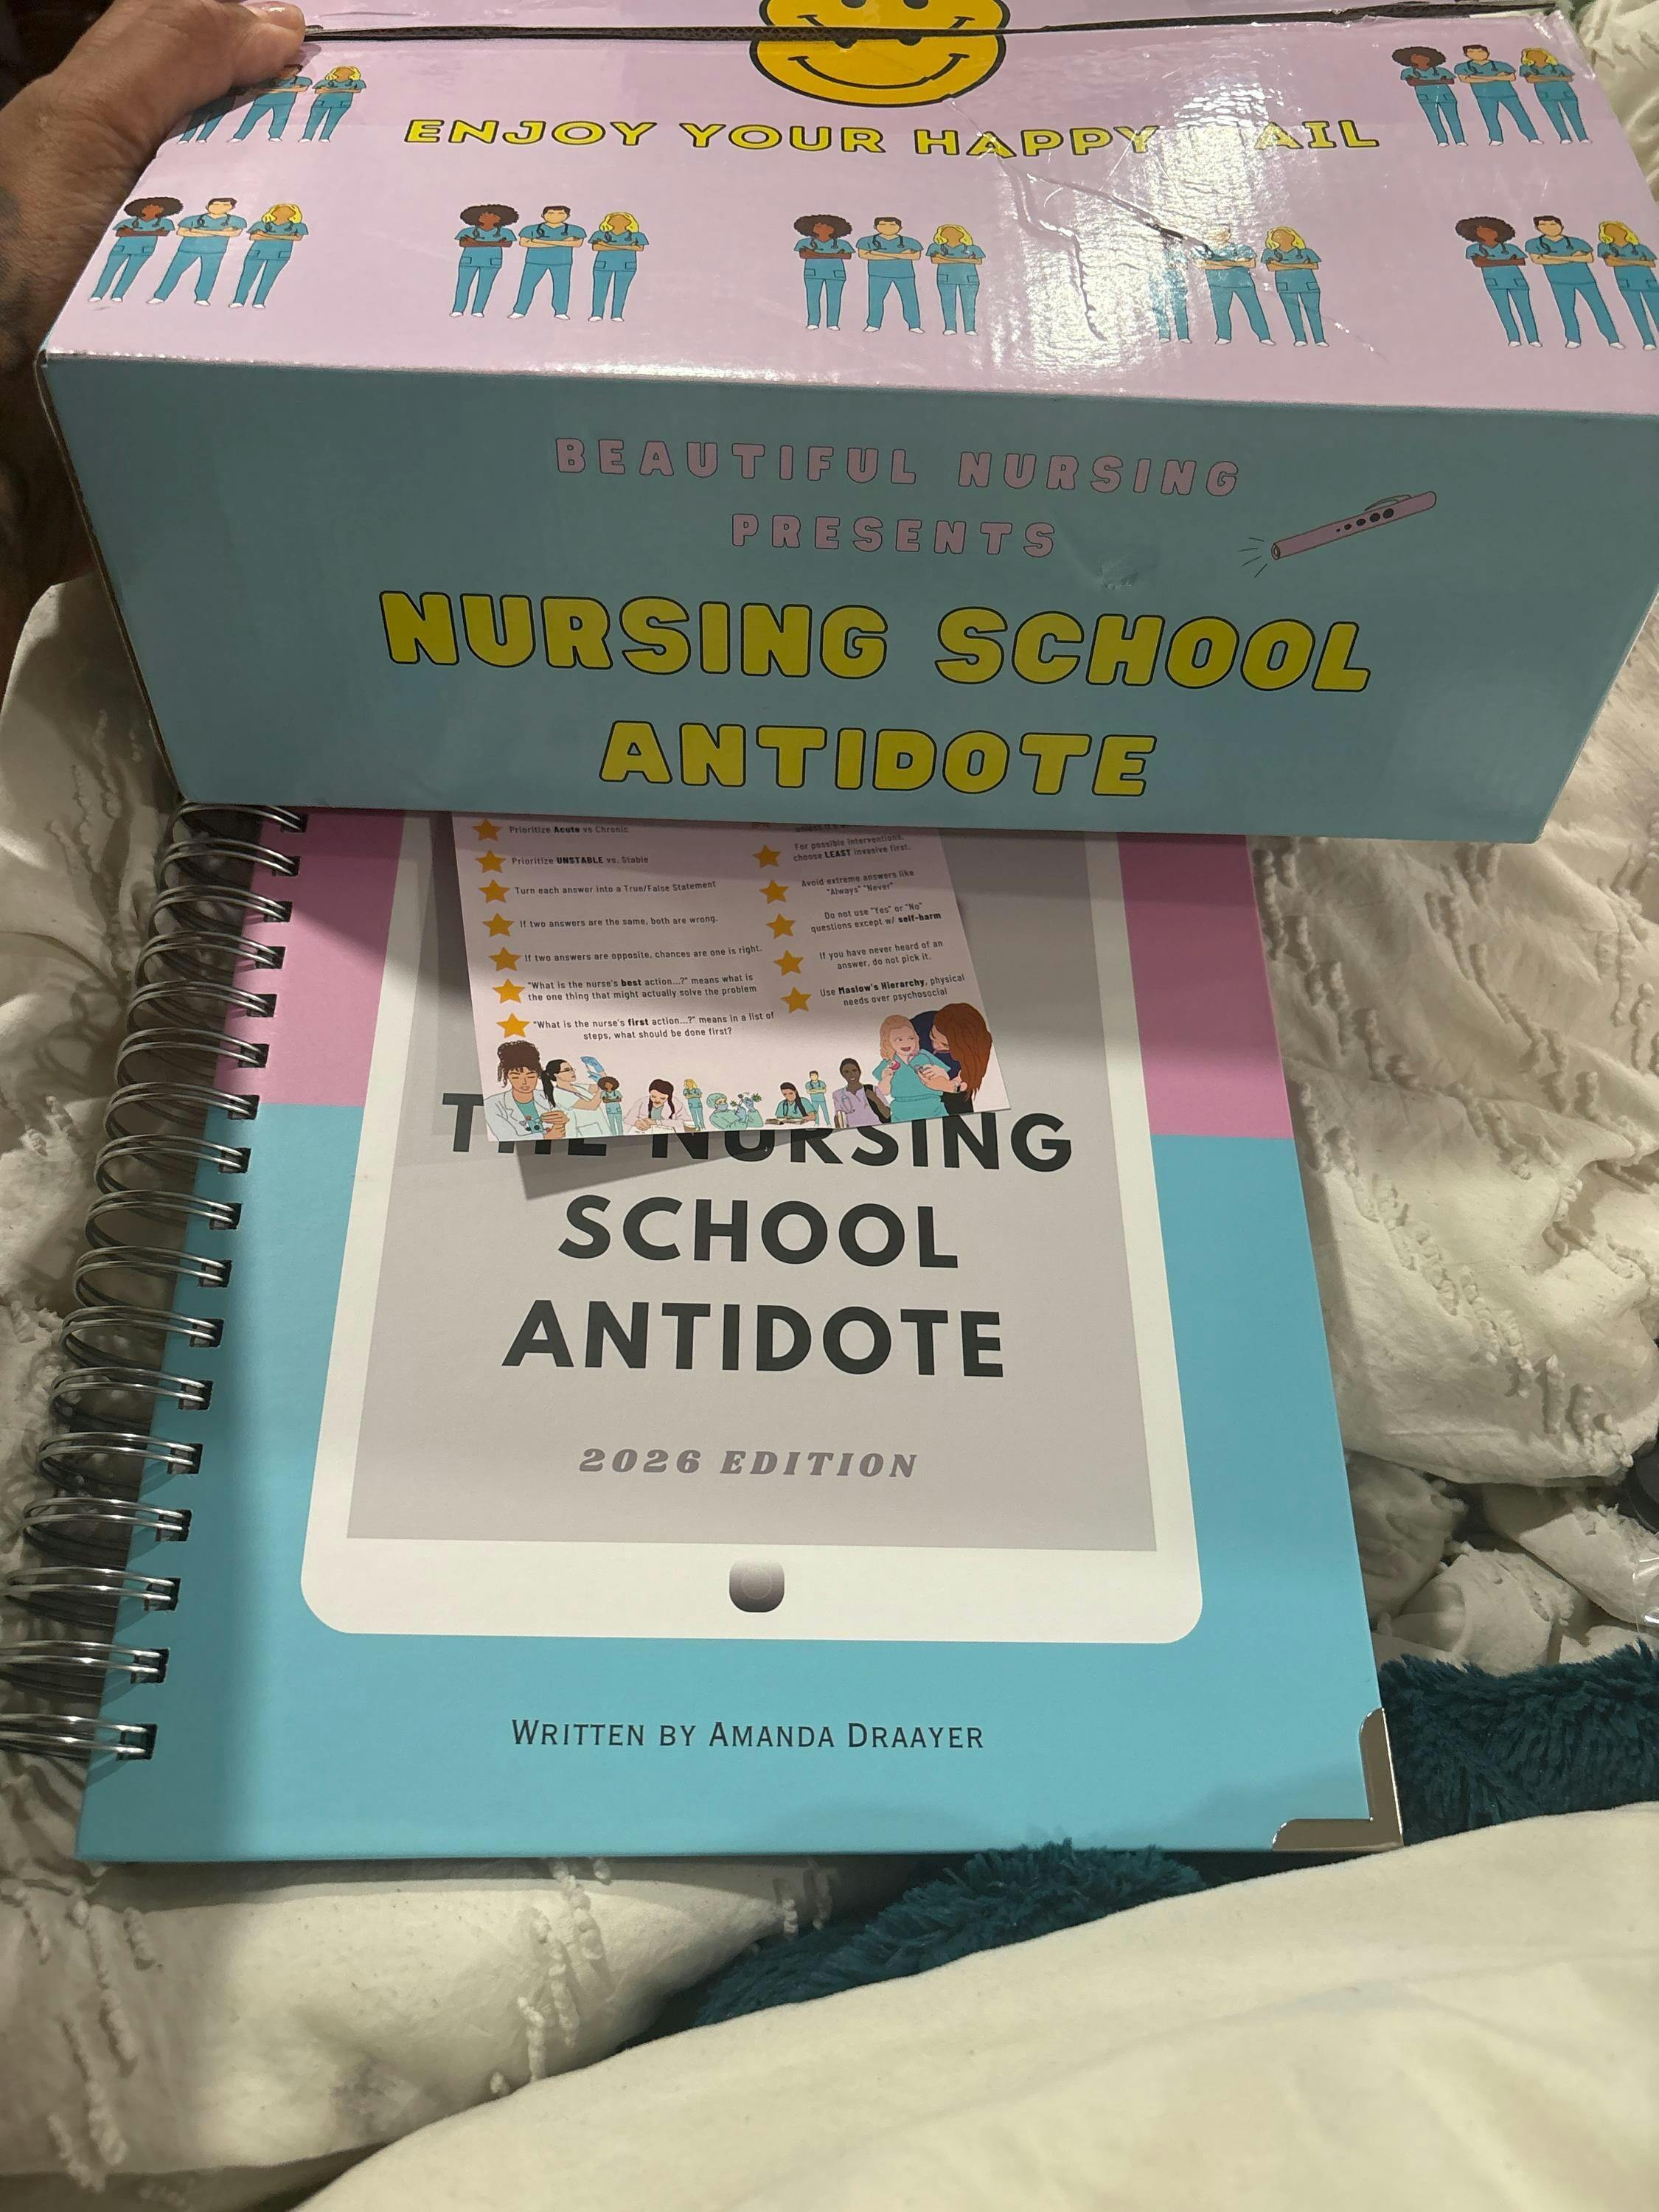 ENJOY YOUR HAPPY MAIL
BEAUTIFUL NURSING
PRESENTS
NURSING SCHOOL
ANTIDOTE
Prioritize Acute vs Chronic
Prioritize UNSTABLE vs. Stable
Turn each answer into a True/False Statement
If two answers are the same, both are wrong.
If two answers are opposite, chances are one is right.
"What is the nurse's best action...?" means what is
the one thing that might actually solve the problem
"What is the nurse's first action...?" means in a list of
steps, what should be done first?
For possible interventions,
choose LEAST invasive first.
Avoid extreme answers like
"Always" "Never"
Do not use "Yes" or "No"
questions except w/ self-harm
If you have never heard of an
answer, do not pick it.
Use Maslow's Hierarchy, physical
needs over psychosocial
THE NURSING
SCHOOL
ANTIDOTE
2026 EDITION
WRITTEN BY AMANDA DRAAYER